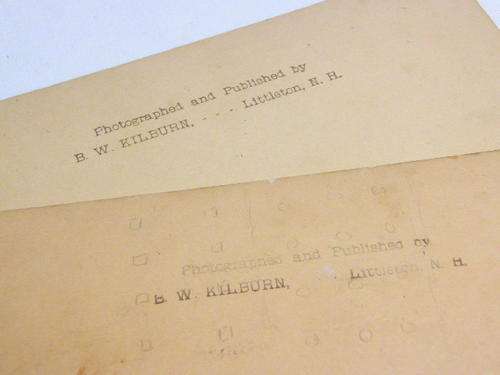 Photographed and Published by
B. W. KILBURN, - - - Littleton, N. H.
Photographed and Published by
B. W. KILBURN, Littleton, N. H.